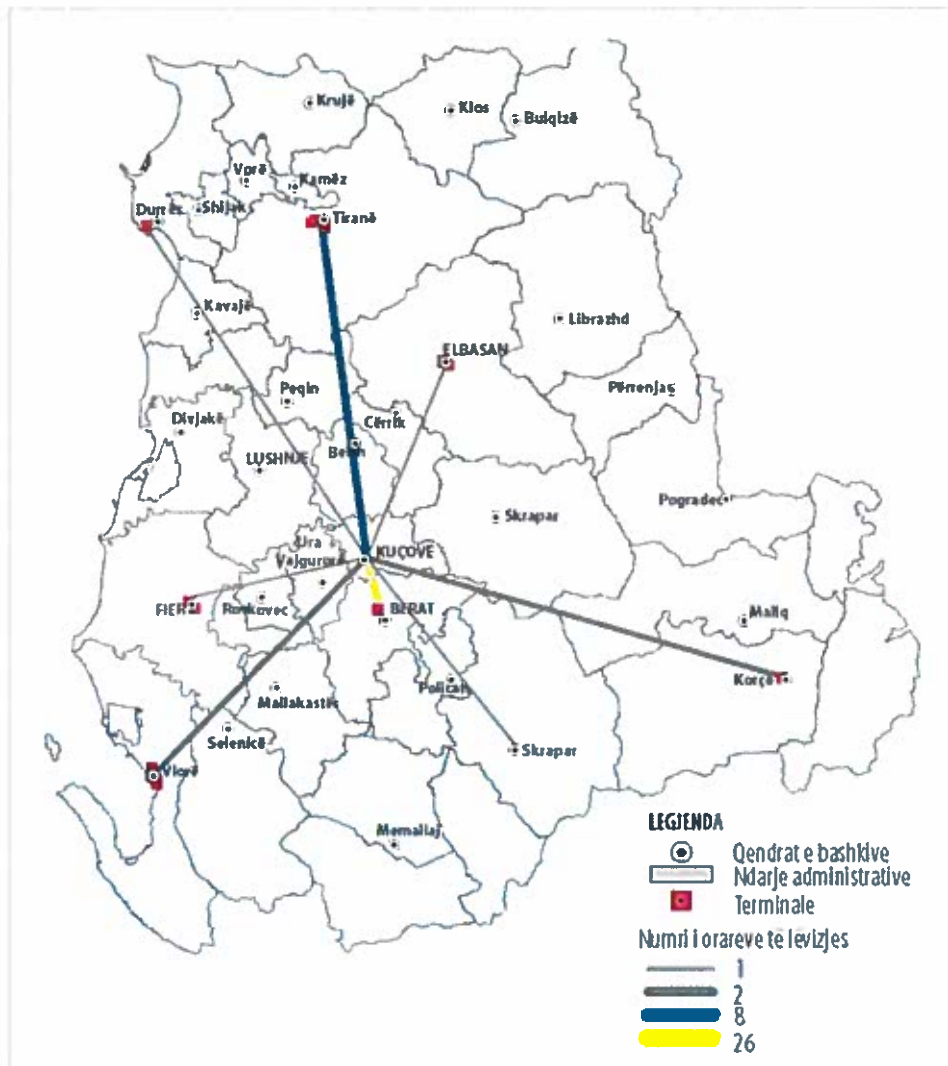 Krujë
Klos
Bulqizë
Vorë
Kamëz
Durrës
Shijak
Tiranë
Kavajë
Librazhd
ELBASAN
Peqin
Përrenjas
Cërrik
Divjakë
Belsh
LUSHNJE
Pogradec
Skrapar
Ura
Vajgurore
KUÇOVË
FIER
Roskovec
BERAT
Maliq
Korçë
Poliçan
Mallakastër
Selenicë
Skrapar
Vlorë
Memaliaj
LEGJENDA
Qendrat e bashkive
Ndarje administrative
Terminale
Numri i orareve të lëvizjes
1
2
8
26